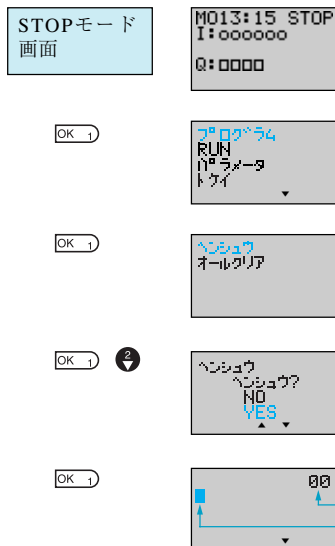 STOPモード
画面
MO13:15 STOP
I:oooooo
Q:□□□□
OK 1
プログラム
RUN
パラメータ
トケイ
OK 1
ヘンシュウ
オールクリア
OK 1 2
ヘンシュウ
ヘンシュウ?
NO
YES
OK 1
00